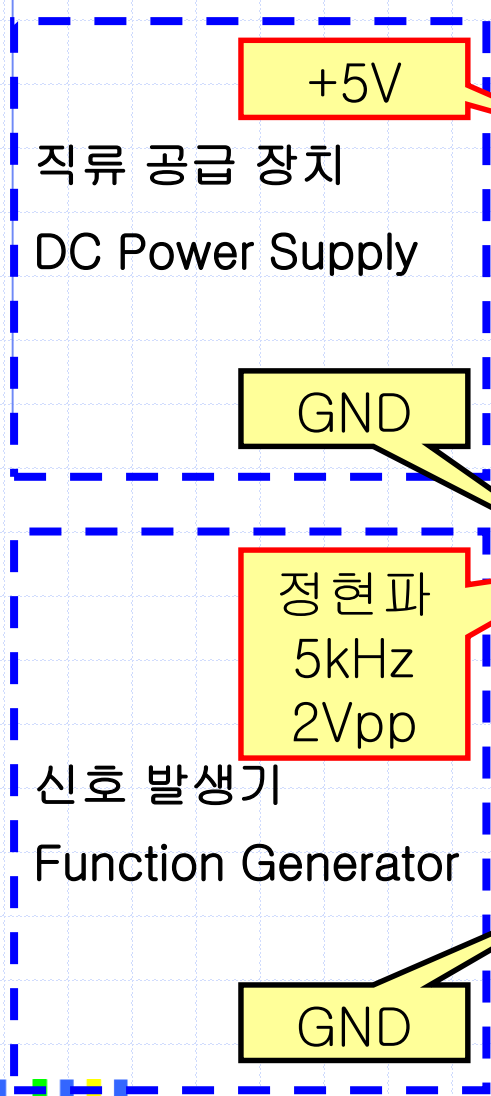 +5V
직류 공급 장치
DC Power Supply
GND
정현파
5kHz
2Vpp
신호 발생기
Function Generator
GND